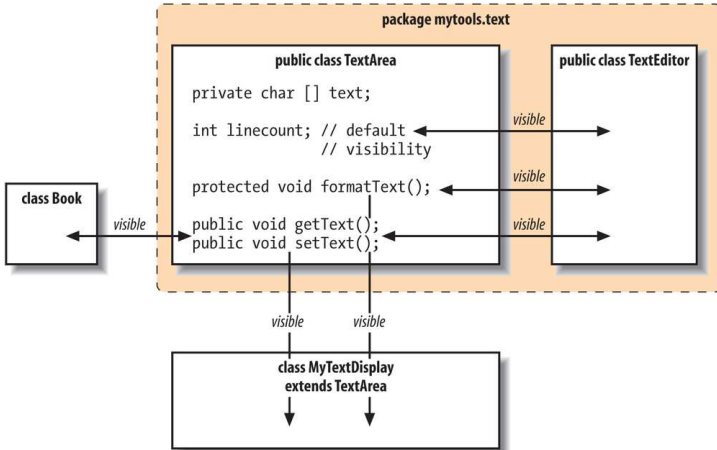 package mytools.text
public class TextArea
public class TextEditor
private char [] text;
int linecount; // default
// visibility
visible
protected void formatText();
visible
class Book
visible
public void getText();
public void setText();
visible
visible
visible
class MyTextDisplay
extends TextArea